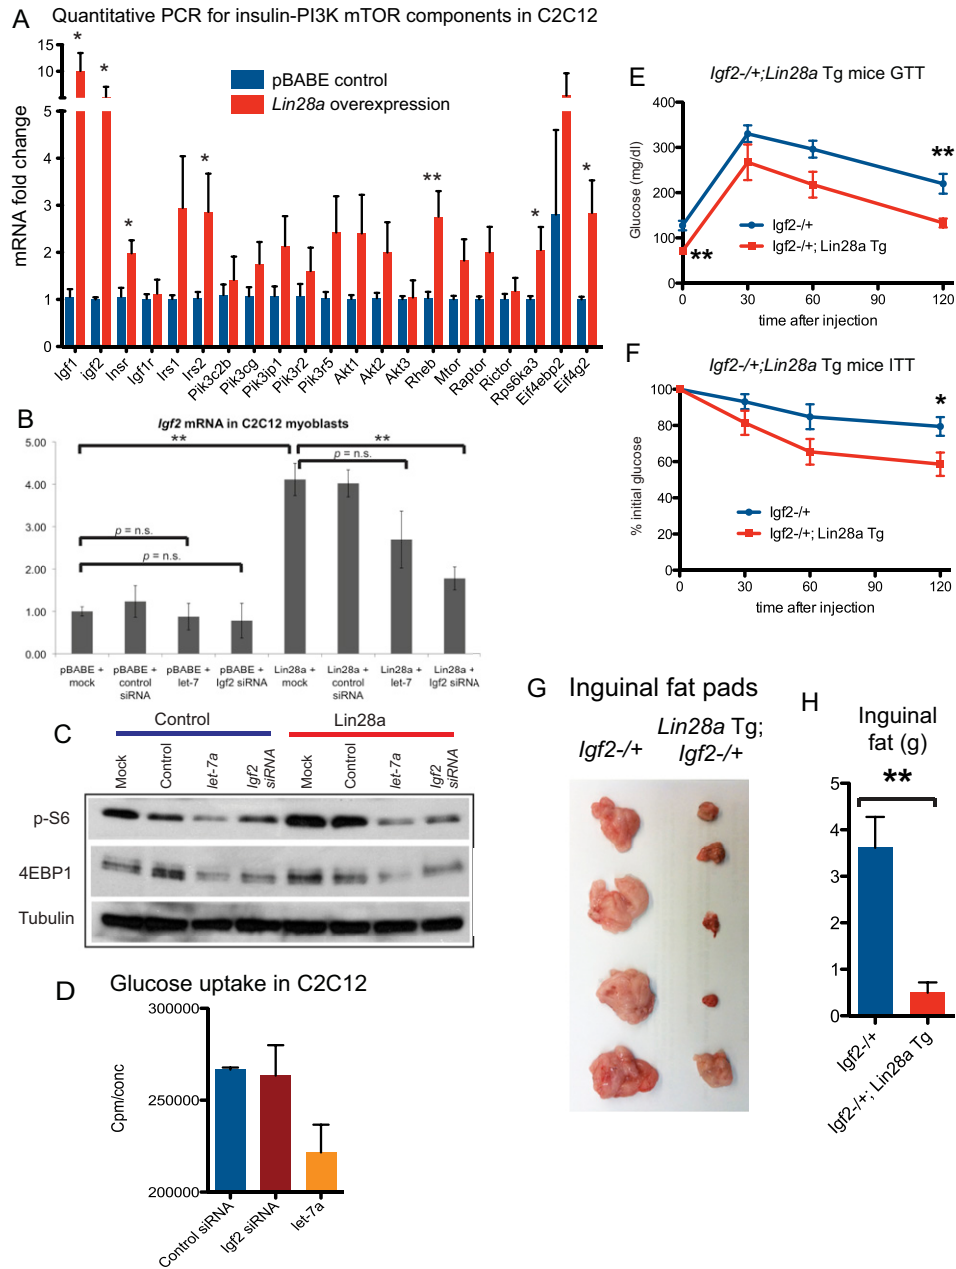 A Quantitative PCR for insulin-PI3K mTOR components in C2C12
mRNA fold change
15
10
5
5
4
3
2
1
0
pBABE control
Lin28a overexpression
* * * * ** * *
Igf1 igf2 Insr Igf1r Irs1 Irs2 Pik3c2b Pik3cg Pik3ip1 Pik3r2 Pik3r5 Akt1 Akt2 Akt3 Rheb Mtor Raptor Rictor Rps6ka3 Eif4ebp2 Eif4g2
B
Igf2 mRNA in C2C12 myoblasts
5.00
4.00
3.00
2.00
1.00
0.00
** **
p = n.s.
p = n.s.
p = n.s.
pBABE + mock
pBABE + control siRNA
pBABE + let-7
pBABE + Igf2 siRNA
Lin28a + mock
Lin28a + control siRNA
Lin28a + let-7
Lin28a + Igf2 siRNA
C
Control Lin28a
Mock Control let-7a Igf2 siRNA Mock Control let-7a Igf2 siRNA
p-S6
4EBP1
Tubulin
D Glucose uptake in C2C12
Cpm/conc
300000
250000
200000
Control siRNA Igf2 siRNA let-7a
E
Igf2-/+;Lin28a Tg mice GTT
Glucose (mg/dl)
400
300
200
100
0
**
**
Igf2-/+
Igf2-/+; Lin28a Tg
0 30 60 90 120
time after injection
F
Igf2-/+;Lin28a Tg mice ITT
% initial glucose
100
80
60
40
20
0
*
Igf2-/+
Igf2-/+; Lin28a Tg
0 30 60 90 120
time after injection
G Inguinal fat pads
Igf2-/+
Lin28a Tg;
Igf2-/+
H
Inguinal
fat (g)
**
5
4
3
2
1
0
Igf2-/+
Igf2-/+; Lin28a Tg